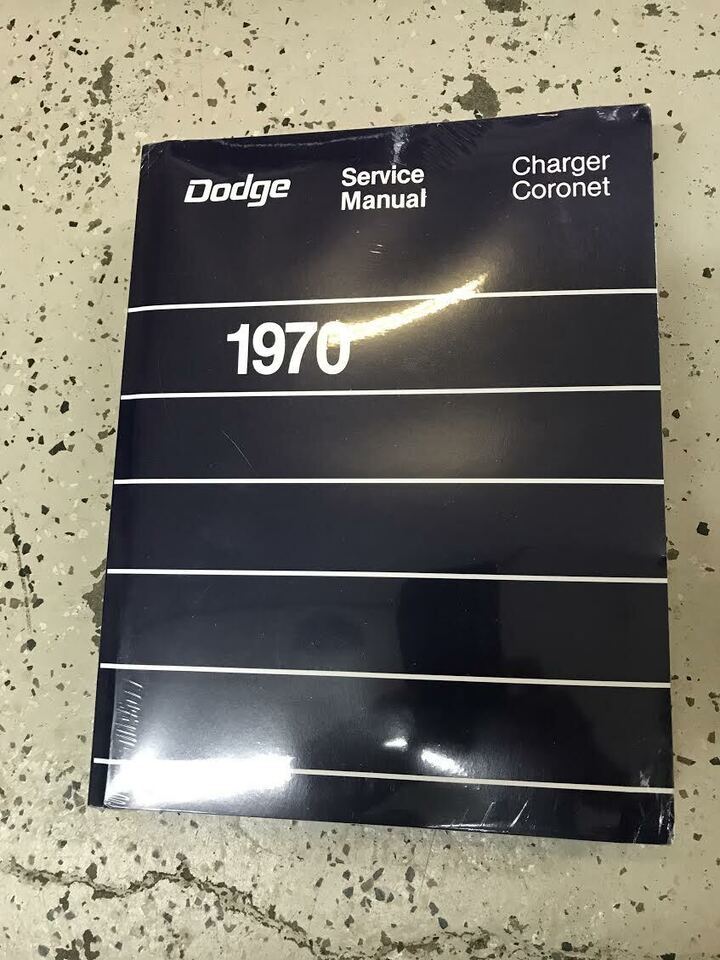 Dodge
Service
Manual
Charger
Coronet
1970